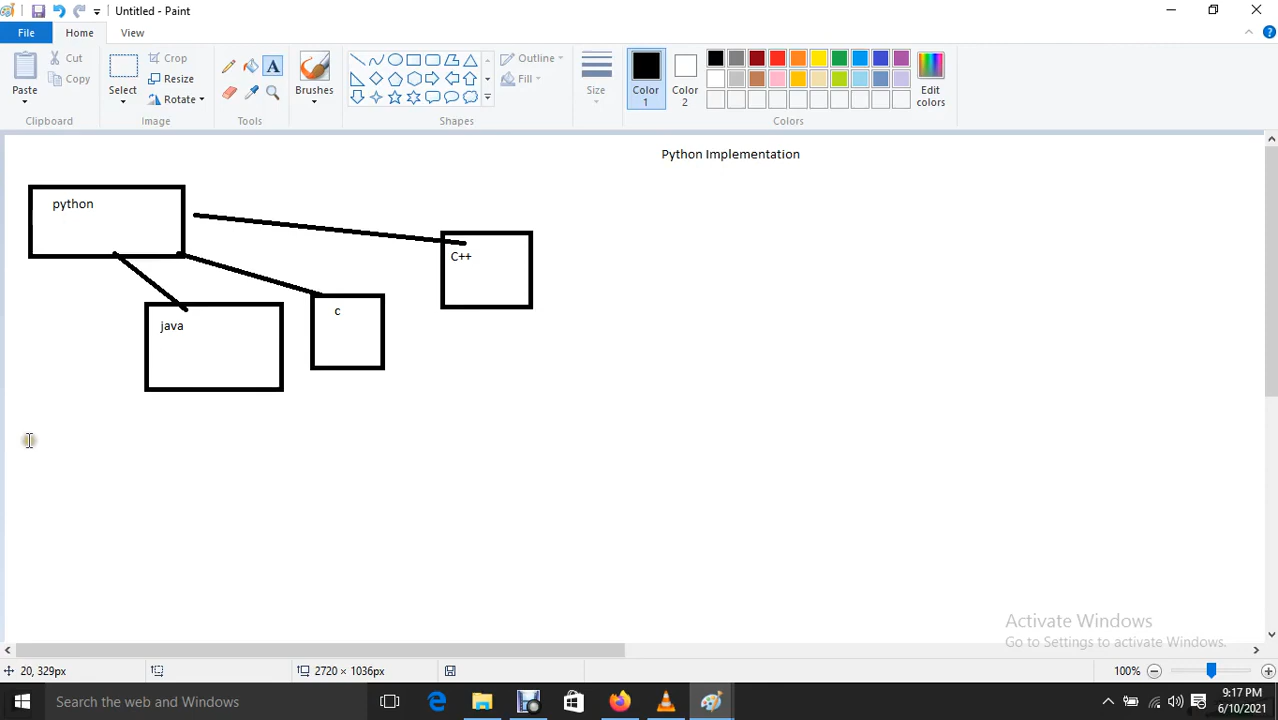 Untitled - Paint
File
Home
View
Paste
Cut
Copy
Clipboard
Select
Crop
Resize
Rotate
Image
A
Tools
Brushes
Shapes
Outline
Fill
Size
Color 1
Color 2
Edit colors
Colors
Python Implementation
python
C++
c
java
Activate Windows
Go to Settings to activate Windows.
20, 329px
2720 × 1036px
100%
Search the web and Windows
9:17 PM
6/10/2021